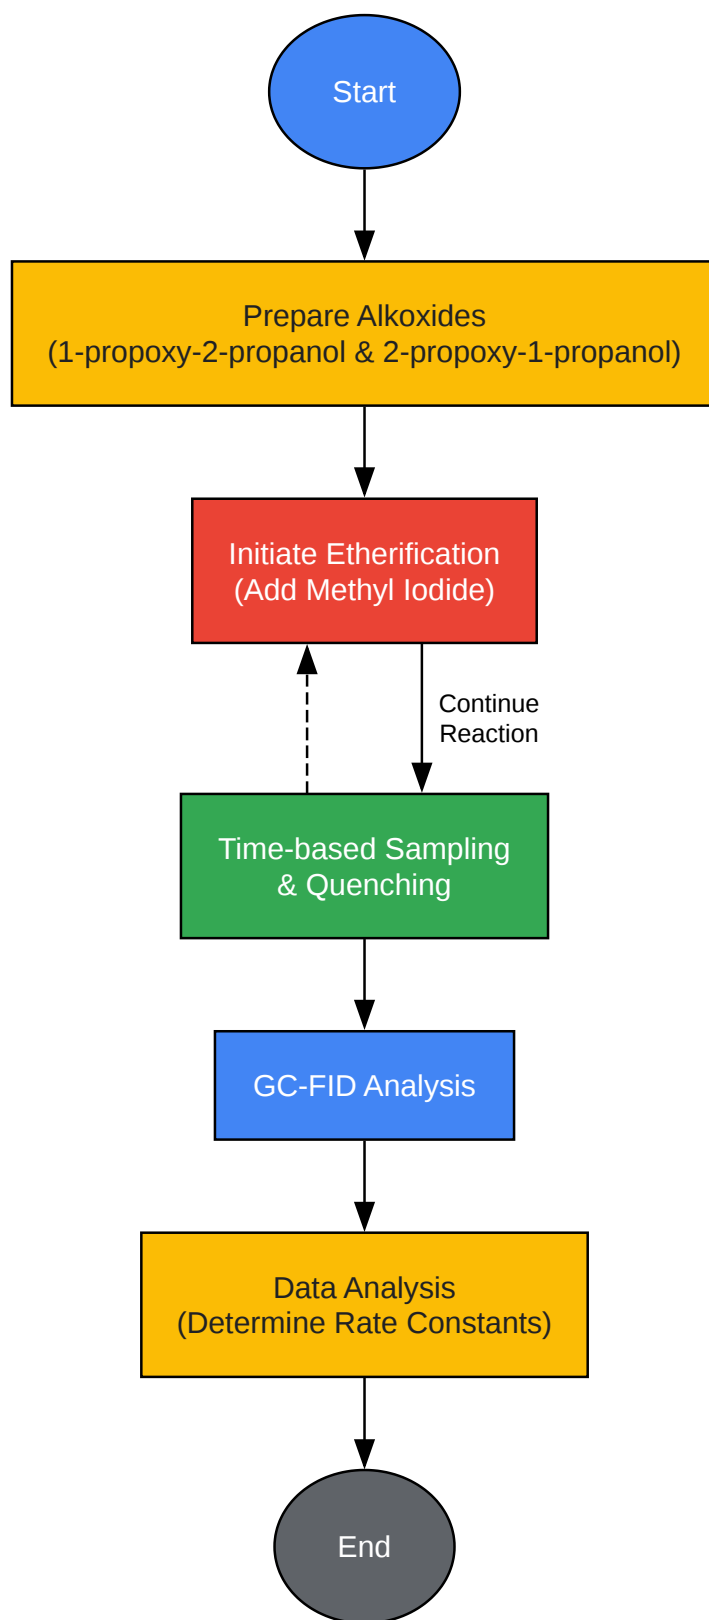 Start
Prepare Alkoxides
(1-propoxy-2-propanol & 2-propoxy-1-propanol)
Initiate Etherification
(Add Methyl Iodide)
Continue
Reaction
Time-based Sampling
& Quenching
GC-FID Analysis
Data Analysis
(Determine Rate Constants)
End